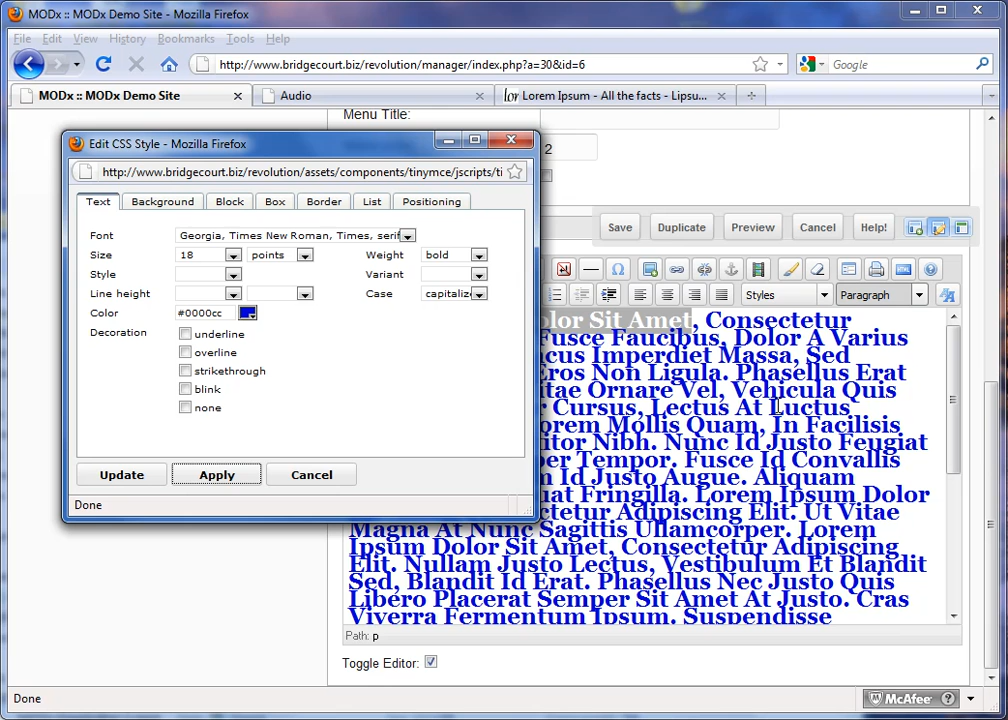 MODx :: MODx Demo Site - Mozilla Firefox
File Edit View History Bookmarks Tools Help
http://www.bridgecourt.biz/revolution/manager/index.php?a=30&id=6
Google
MODx :: MODx Demo Site
Audio
Lorem Ipsum - All the facts - Lipsu...
Menu Title:
2
Edit CSS Style - Mozilla Firefox
http://www.bridgecourt.biz/revolution/assets/components/tinymce/jscripts/ti
Text Background Block Box Border List Positioning
Save Duplicate Preview Cancel Help!
Font Georgia, Times New Roman, Times, serif
Size 18 points Weight bold
Style Variant
Line height Case capitalize
Color #0000cc
Decoration underline
overline
strikethrough
blink
none
Update Apply Cancel
Done
Styles Paragraph
olor Sit Amet, Consectetur
Fusce Faucibus, Dolor A Varius
cus Imperdiet Massa, Sed
Eros Non Ligula. Phasellus Erat
itae Ornare Vel, Vehicula Quis
r Cursus, Lectus At Luctus
orem Mollis Quam, In Facilisis
itor Nibh. Nunc Id Justo Feugiat
per Tempor. Fusce Id Convallis
m Id Justo Augue. Aliquam
uat Fringilla. Lorem Ipsum Dolor
ctetur Adipiscing Elit. Ut Vitae
Magna At Nunc Sagittis Ullamcorper. Lorem
Ipsum Dolor Sit Amet, Consectetur Adipiscing
Elit. Nullam Justo Lectus, Vestibulum Et Blandit
Sed, Blandit Id Erat. Phasellus Nec Justo Quis
Libero Placerat Semper Sit Amet At Justo. Cras
Viverra Fermentum Ipsum. Suspendisse
Path: p
Toggle Editor:
Done
McAfee